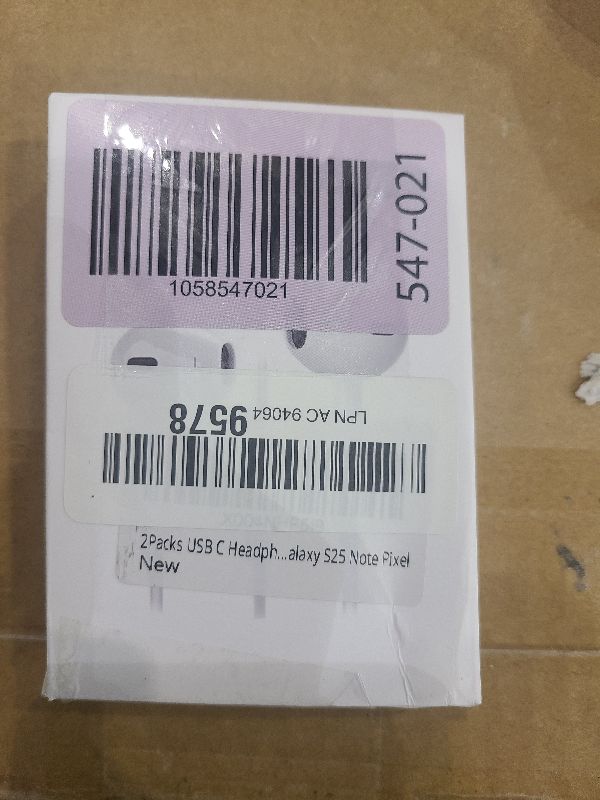 1058547021
547-021
LPN AC 94064 9578
2Packs USB C Headph...alaxy S25 Note Pixel
New